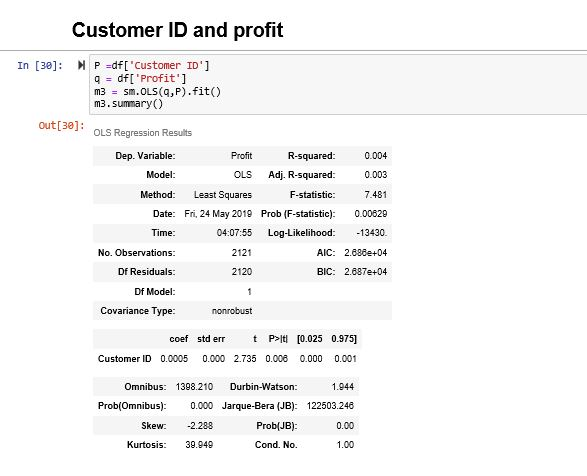 Customer ID and profit
In [30]: P =df['Customer ID']
q = df['Profit']
m3 = sm.OLS(q,P).fit()
m3.summary()
Out[30]: OLS Regression Results
Dep. Variable: Profit R-squared: 0.004
Model: OLS Adj. R-squared: 0.003
Method: Least Squares F-statistic: 7.481
Date: Fri, 24 May 2019 Prob (F-statistic): 0.00629
Time: 04:07:55 Log-Likelihood: -13430.
No. Observations: 2121 AIC: 2.686e+04
Df Residuals: 2120 BIC: 2.687e+04
Df Model: 1
Covariance Type: nonrobust
coef std err t P>|t| [0.025 0.975]
Customer ID 0.0005 0.000 2.735 0.006 0.000 0.001
Omnibus: 1398.210 Durbin-Watson: 1.944
Prob(Omnibus): 0.000 Jarque-Bera (JB): 122503.246
Skew: -2.288 Prob(JB): 0.00
Kurtosis: 39.949 Cond. No. 1.00